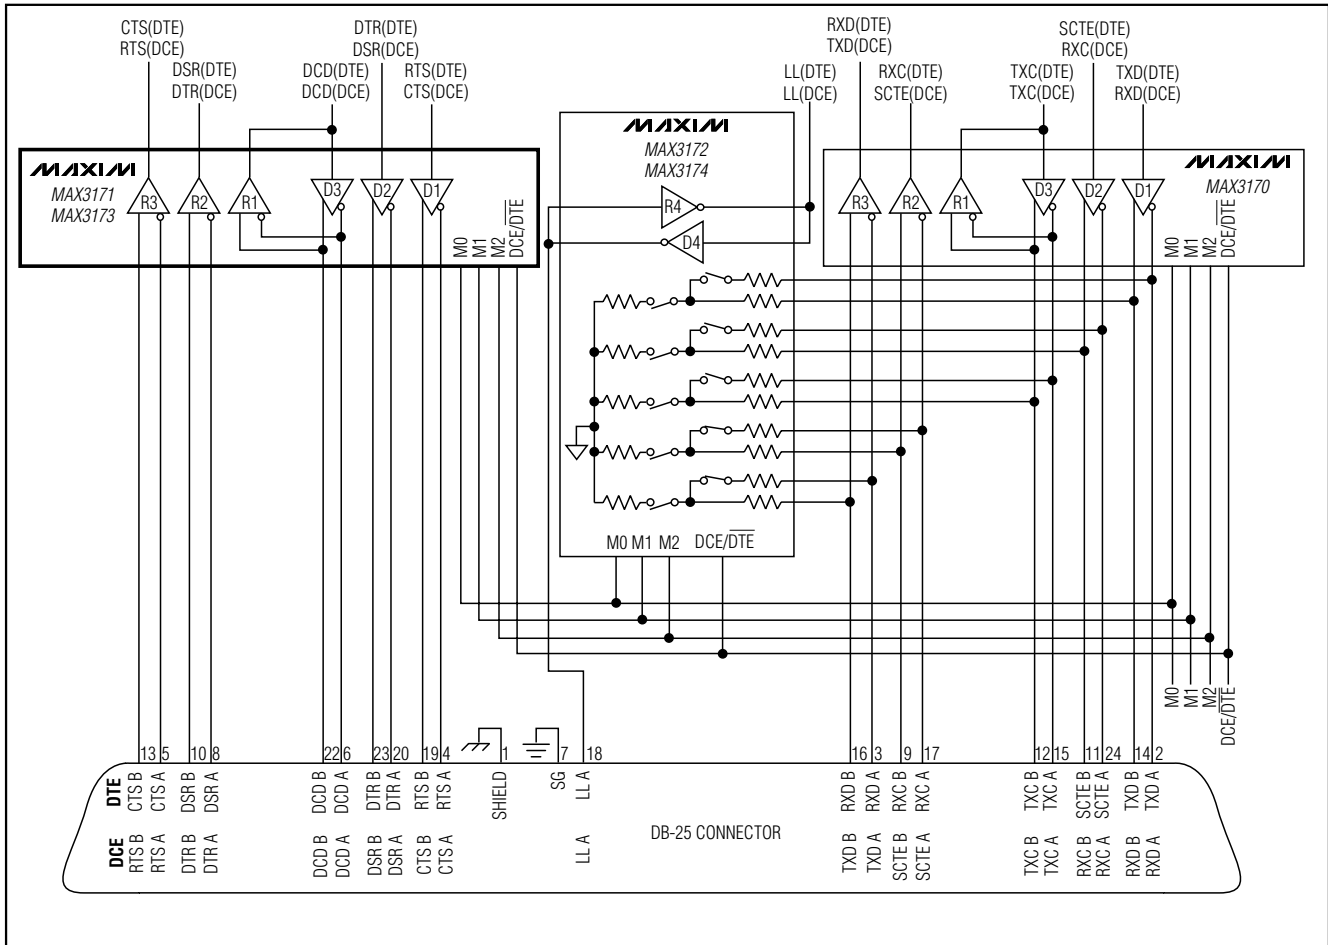 CTS(DTE)
RTS(DCE)
DSR(DTE)
DTR(DCE)
DCD(DTE)
DCD(DCE)
DTR(DTE)
DSR(DCE)
RTS(DTE)
CTS(DCE)
LL(DTE)
LL(DCE)
RXD(DTE)
TXD(DCE)
RXC(DTE)
SCTE(DCE)
TXC(DTE)
TXC(DCE)
SCTE(DTE)
RXC(DCE)
TXD(DTE)
RXD(DCE)
MAXIM
MAX3171
MAX3173
R3
R2
R1
D3
D2
D1
M0
M1
M2
DCE/DTE
MAXIM
MAX3172
MAX3174
R4
D4
M0 M1 M2 DCE/DTE
MAXIM
MAX3170
R3
R2
R1
D3
D2
D1
M0
M1
M2
DCE/DTE
M0
M1
M2
DCE/DTE
13 5 10 8 22 6 23 20 19 4 1 7 18 16 3 9 17 12 15 11 24 14 2
DTE
CTS B
CTS A
DSR B
DSR A
DCD B
DCD A
DTR B
DTR A
RTS B
RTS A
SHIELD
SG
LL A
RXD B
RXD A
RXC B
RXC A
TXC B
TXC A
SCTE B
SCTE A
TXD B
TXD A
DB-25 CONNECTOR
DCE
RTS B
RTS A
DTR B
DTR A
DCD B
DCD A
DSR B
DSR A
CTS B
CTS A
LL A
TXD B
TXD A
SCTE B
SCTE A
TXC B
TXC A
RXC B
RXC A
RXD B
RXD A